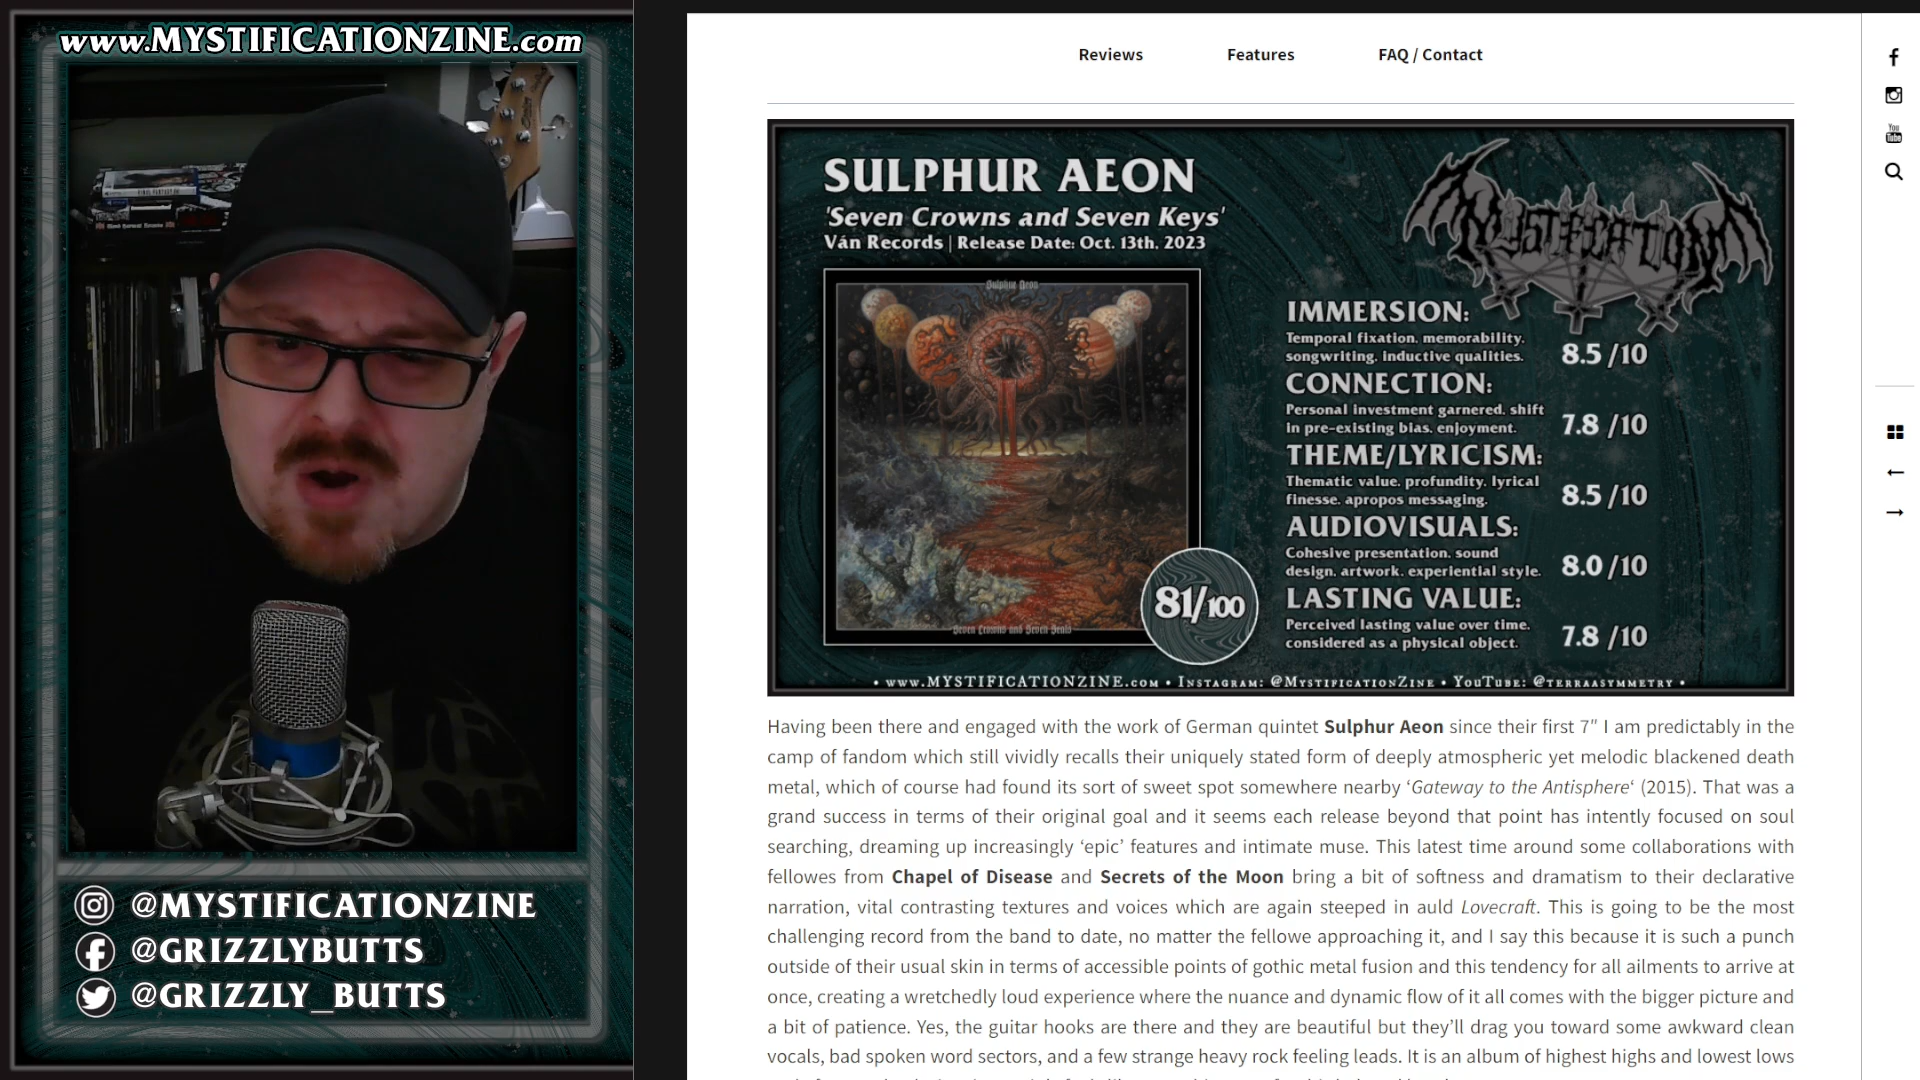 www.MYSTIFICATIONZINE.com
FINAL FANTASY
@MYSTIFICATIONZINE
@GRIZZLYBUTTS
@GRIZZLY_BUTTS
Reviews
Features
FAQ / Contact
You
Tube
SULPHUR AEON
'Seven Crowns and Seven Keys'
Ván Records | Release Date: Oct. 13th, 2023
MYSTIFICATION
Sulphur Aeon
Seven Crowns and Seven Seals
81/100
IMMERSION:
Temporal fixation, memorability,
songwriting, inductive qualities.
8.5 /10
CONNECTION:
Personal investment garnered, shift
in pre-existing bias, enjoyment.
7.8 /10
THEME/LYRICISM:
Thematic value, profundity, lyrical
finesse, apropos messaging.
8.5 /10
AUDIOVISUALS:
Cohesive presentation, sound
design, artwork, experiential style.
8.0 /10
LASTING VALUE:
Perceived lasting value over time,
considered as a physical object.
7.8 /10
• www.MYSTIFICATIONZINE.com • Instagram: @MystificationZine • YouTube: @terraasymmetry •
Having been there and engaged with the work of German quintet Sulphur Aeon since their first 7″ I am predictably in the
camp of fandom which still vividly recalls their uniquely stated form of deeply atmospheric yet melodic blackened death
metal, which of course had found its sort of sweet spot somewhere nearby ‘Gateway to the Antisphere‘ (2015). That was a
grand success in terms of their original goal and it seems each release beyond that point has intently focused on soul
searching, dreaming up increasingly ‘epic’ features and intimate muse. This latest time around some collaborations with
fellowes from Chapel of Disease and Secrets of the Moon bring a bit of softness and dramatism to their declarative
narration, vital contrasting textures and voices which are again steeped in auld Lovecraft. This is going to be the most
challenging record from the band to date, no matter the fellowe approaching it, and I say this because it is such a punch
outside of their usual skin in terms of accessible points of gothic metal fusion and this tendency for all ailments to arrive at
once, creating a wretchedly loud experience where the nuance and dynamic flow of it all comes with the bigger picture and
a bit of patience. Yes, the guitar hooks are there and they are beautiful but they’ll drag you toward some awkward clean
vocals, bad spoken word sectors, and a few strange heavy rock feeling leads. It is an album of highest highs and lowest lows